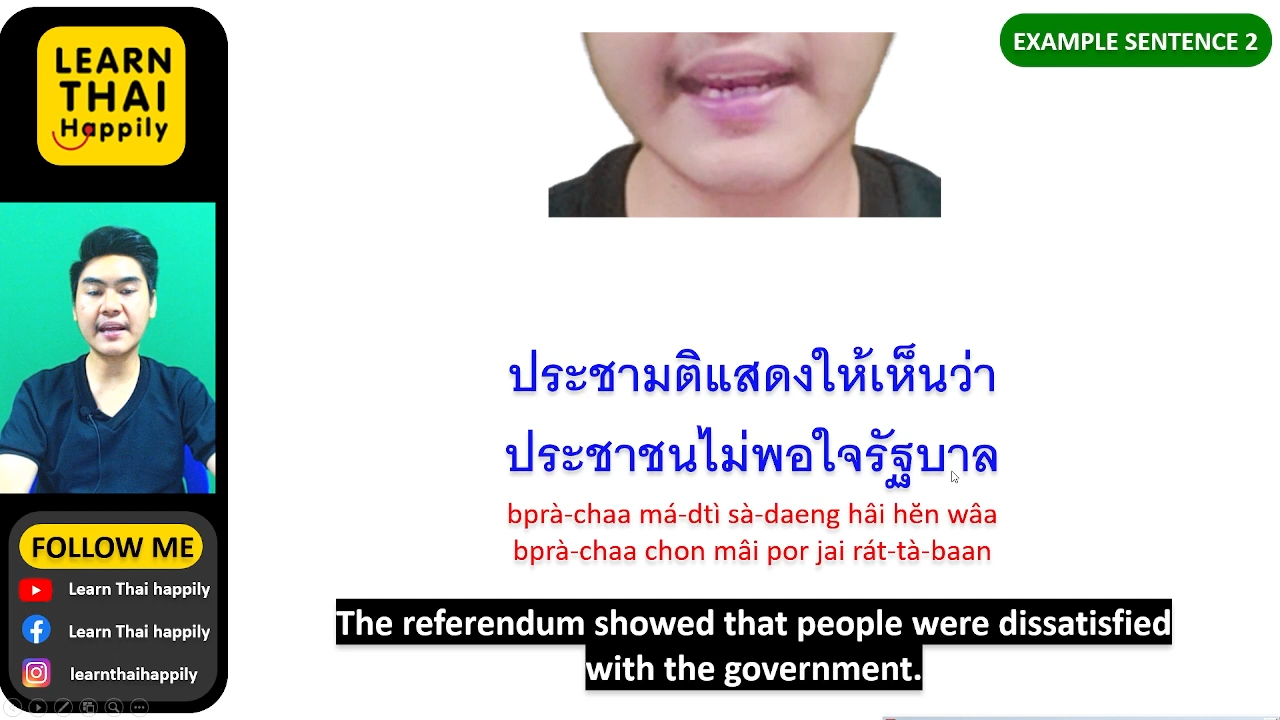 LEARN
THAI
Happily
EXAMPLE SENTENCE 2
ประชามติแสดงให้เห็นว่า
ประชาชนไม่พอใจรัฐบาล
bprà-chaa má-dtì sà-daeng hâi hĕn wâa
bprà-chaa chon mâi por jai rát-tà-baan
The referendum showed that people were dissatisfied
with the government.
FOLLOW ME
Learn Thai happily
Learn Thai happily
learnthaihappily